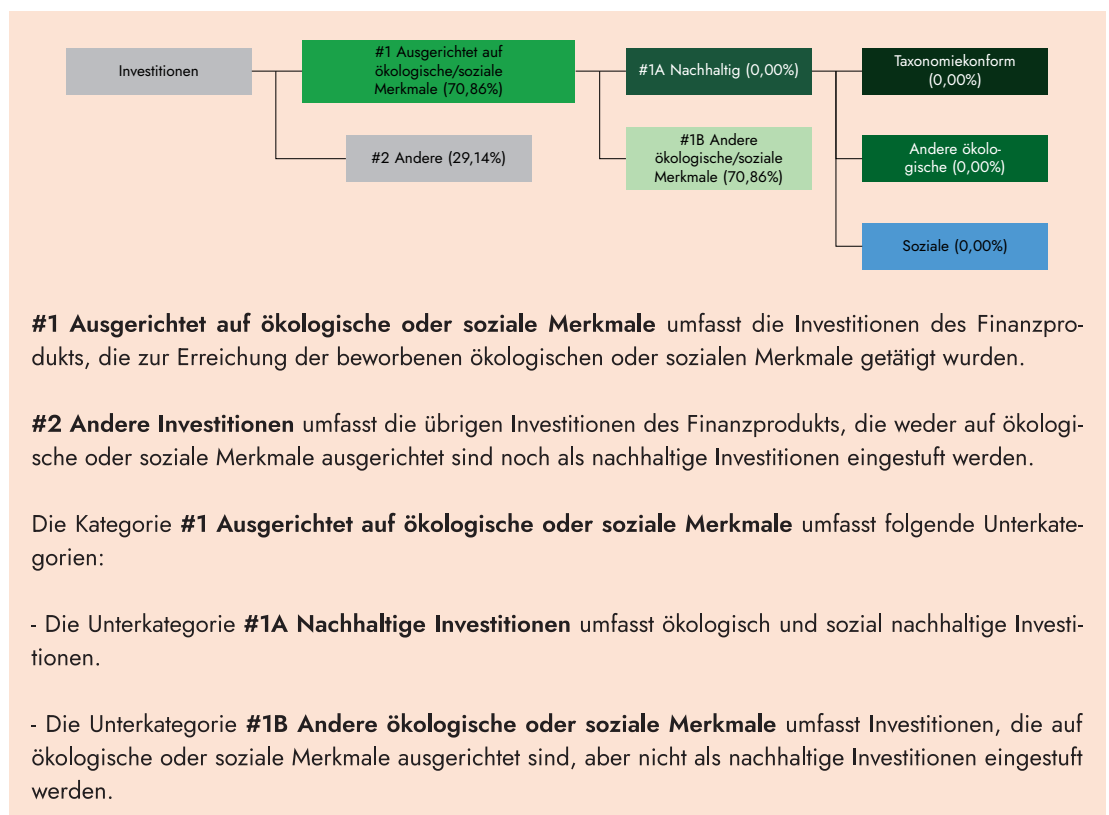 Investitionen
#1 Ausgerichtet auf
ökologische/soziale
Merkmale (70,86%)
#1A Nachhaltig (0,00%)
Taxonomiekonform
(0,00%)
#2 Andere (29,14%)
#1B Andere
ökologische/soziale
Merkmale (70,86%)
Andere ökolo-
gische (0,00%)
Soziale (0,00%)
#1 Ausgerichtet auf ökologische oder soziale Merkmale umfasst die Investitionen des Finanzpro-
dukts, die zur Erreichung der beworbenen ökologischen oder sozialen Merkmale getätigt wurden.
#2 Andere Investitionen umfasst die übrigen Investitionen des Finanzprodukts, die weder auf ökologi-
sche oder soziale Merkmale ausgerichtet sind noch als nachhaltige Investitionen eingestuft werden.
Die Kategorie #1 Ausgerichtet auf ökologische oder soziale Merkmale umfasst folgende Unterkate-
gorien:
- Die Unterkategorie #1A Nachhaltige Investitionen umfasst ökologisch und sozial nachhaltige Investi-
tionen.
- Die Unterkategorie #1B Andere ökologische oder soziale Merkmale umfasst Investitionen, die auf
ökologische oder soziale Merkmale ausgerichtet sind, aber nicht als nachhaltige Investitionen eingestuft
werden.